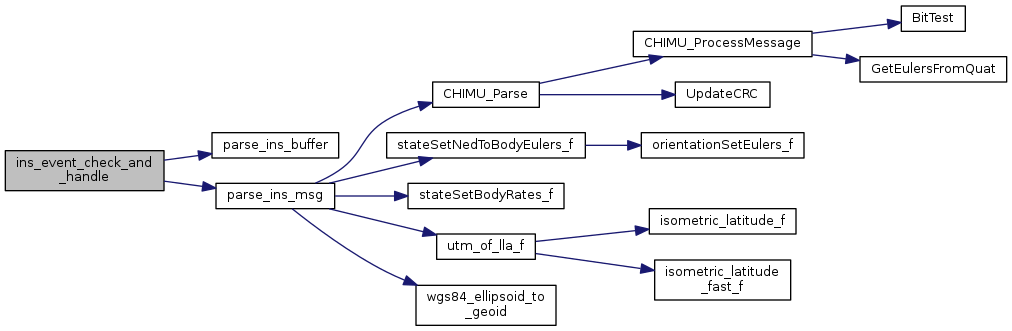 ins_event_check_and
_handle
parse_ins_buffer
parse_ins_msg
CHIMU_Parse
stateSetNedToBodyEulers_f
stateSetBodyRates_f
utm_of_lla_f
wgs84_ellipsoid_to
_geoid
CHIMU_ProcessMessage
UpdateCRC
orientationSetEulers_f
isometric_latitude_f
isometric_latitude
_fast_f
BitTest
GetEulersFromQuat